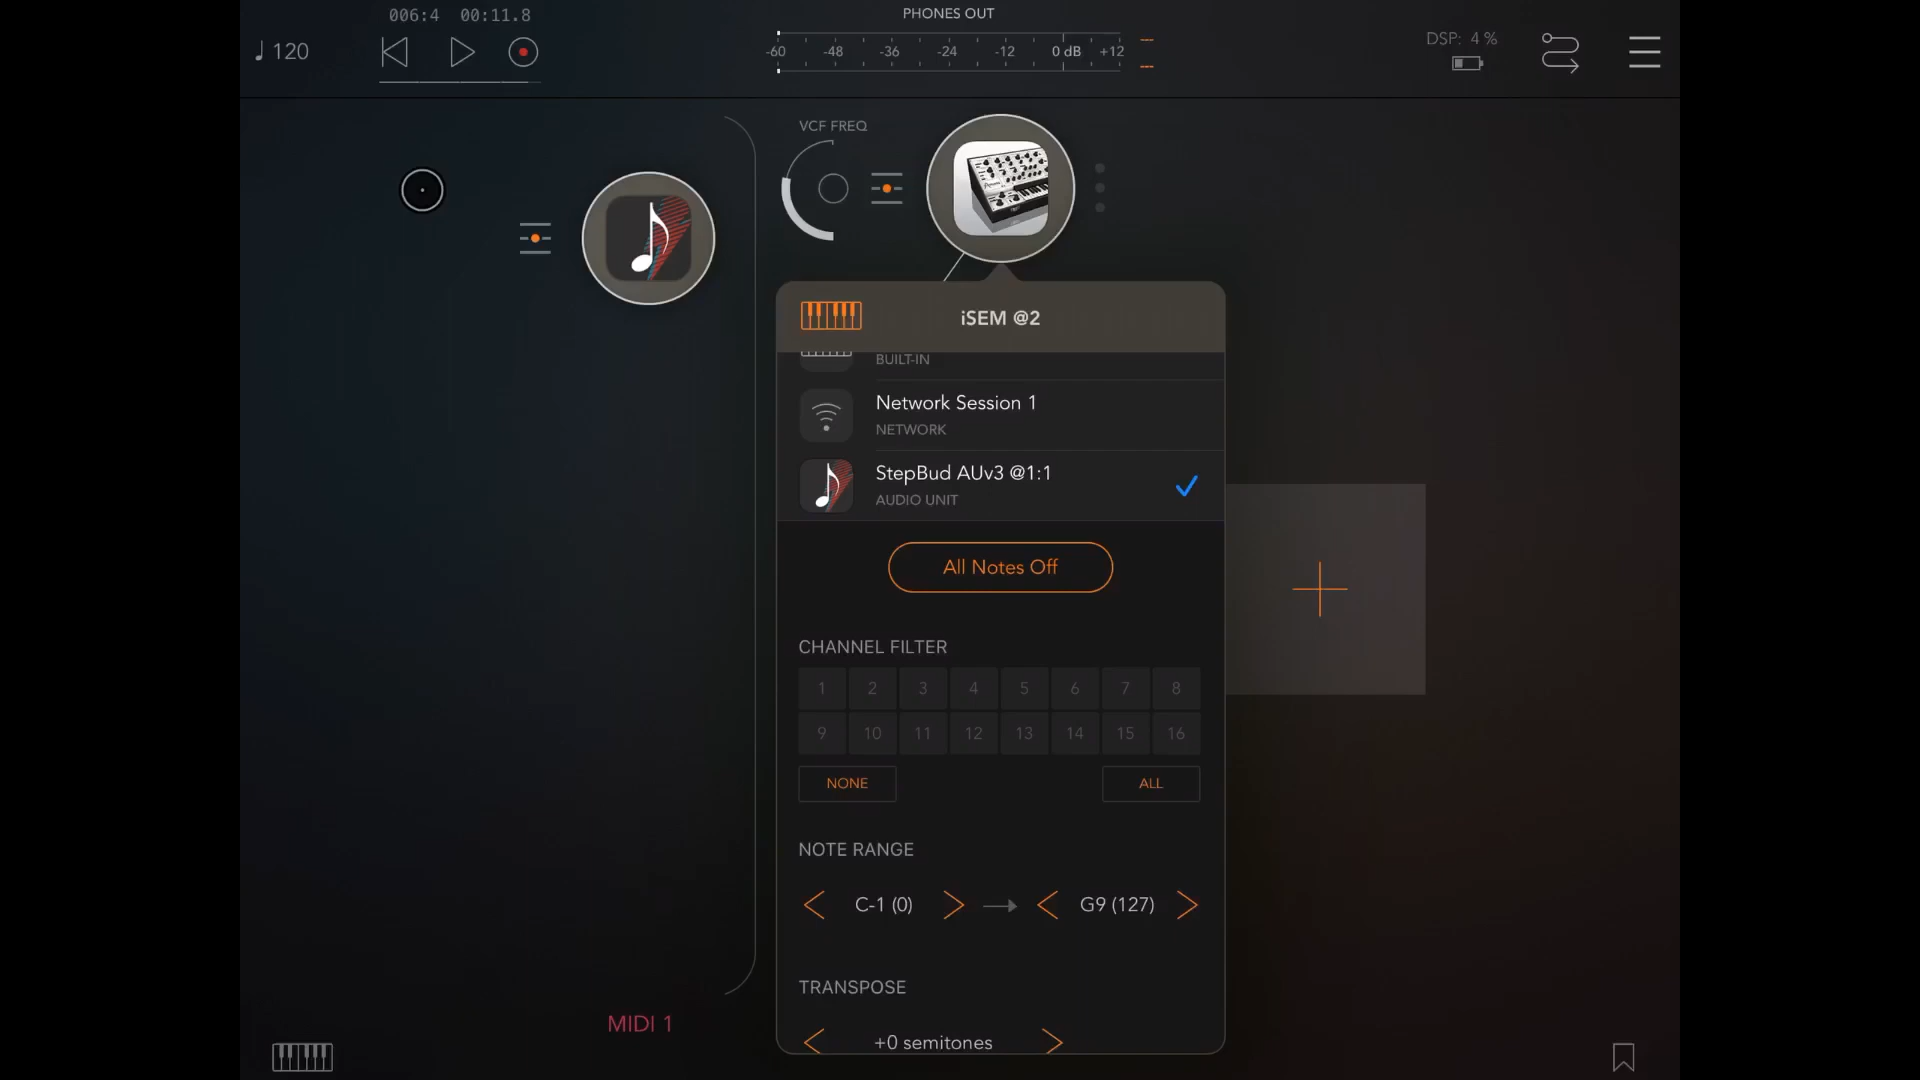 006:4 00:11.8
120
PHONES OUT
-60 -48 -36 -24 -12 0 dB +12
DSP: 4 %
VCF FREQ
iSEM @2
BUILT-IN
Network Session 1
NETWORK
StepBud AUv3 @1:1
AUDIO UNIT
All Notes Off
CHANNEL FILTER
1 2 3 4 5 6 7 8
9 10 11 12 13 14 15 16
NONE ALL
NOTE RANGE
C-1 (0) G9 (127)
TRANSPOSE
+0 semitones
MIDI 1